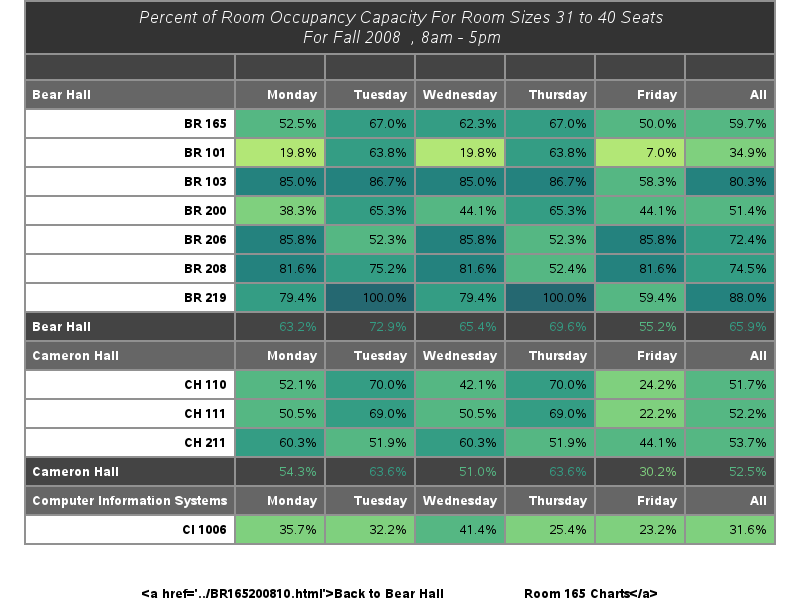 Percent of Room Occupancy Capacity For Room Sizes 31 to 40 Seats
For Fall 2008 , 8am - 5pm
Bear Hall Monday Tuesday Wednesday Thursday Friday All
BR 165 52.5% 67.0% 62.3% 67.0% 50.0% 59.7%
BR 101 19.8% 63.8% 19.8% 63.8% 7.0% 34.9%
BR 103 85.0% 86.7% 85.0% 86.7% 58.3% 80.3%
BR 200 38.3% 65.3% 44.1% 65.3% 44.1% 51.4%
BR 206 85.8% 52.3% 85.8% 52.3% 85.8% 72.4%
BR 208 81.6% 75.2% 81.6% 52.4% 81.6% 74.5%
BR 219 79.4% 100.0% 79.4% 100.0% 59.4% 88.0%
Bear Hall 63.2% 72.9% 65.4% 69.6% 55.2% 65.9%
Cameron Hall Monday Tuesday Wednesday Thursday Friday All
CH 110 52.1% 70.0% 42.1% 70.0% 24.2% 51.7%
CH 111 50.5% 69.0% 50.5% 69.0% 22.2% 52.2%
CH 211 60.3% 51.9% 60.3% 51.9% 44.1% 53.7%
Cameron Hall 54.3% 63.6% 51.0% 63.6% 30.2% 52.5%
Computer Information Systems Monday Tuesday Wednesday Thursday Friday All
CI 1006 35.7% 32.2% 41.4% 25.4% 23.2% 31.6%
<a href='../BR165200810.html'>Back to Bear Hall Room 165 Charts</a>